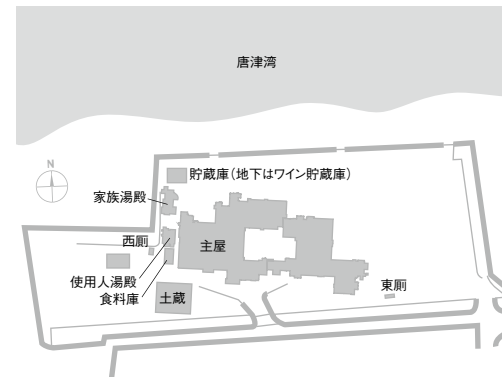 唐津湾
N
貯蔵庫（地下はワイン貯蔵庫）
家族湯殿
西厠
主屋
使用人湯殿
食料庫
土蔵
東厠